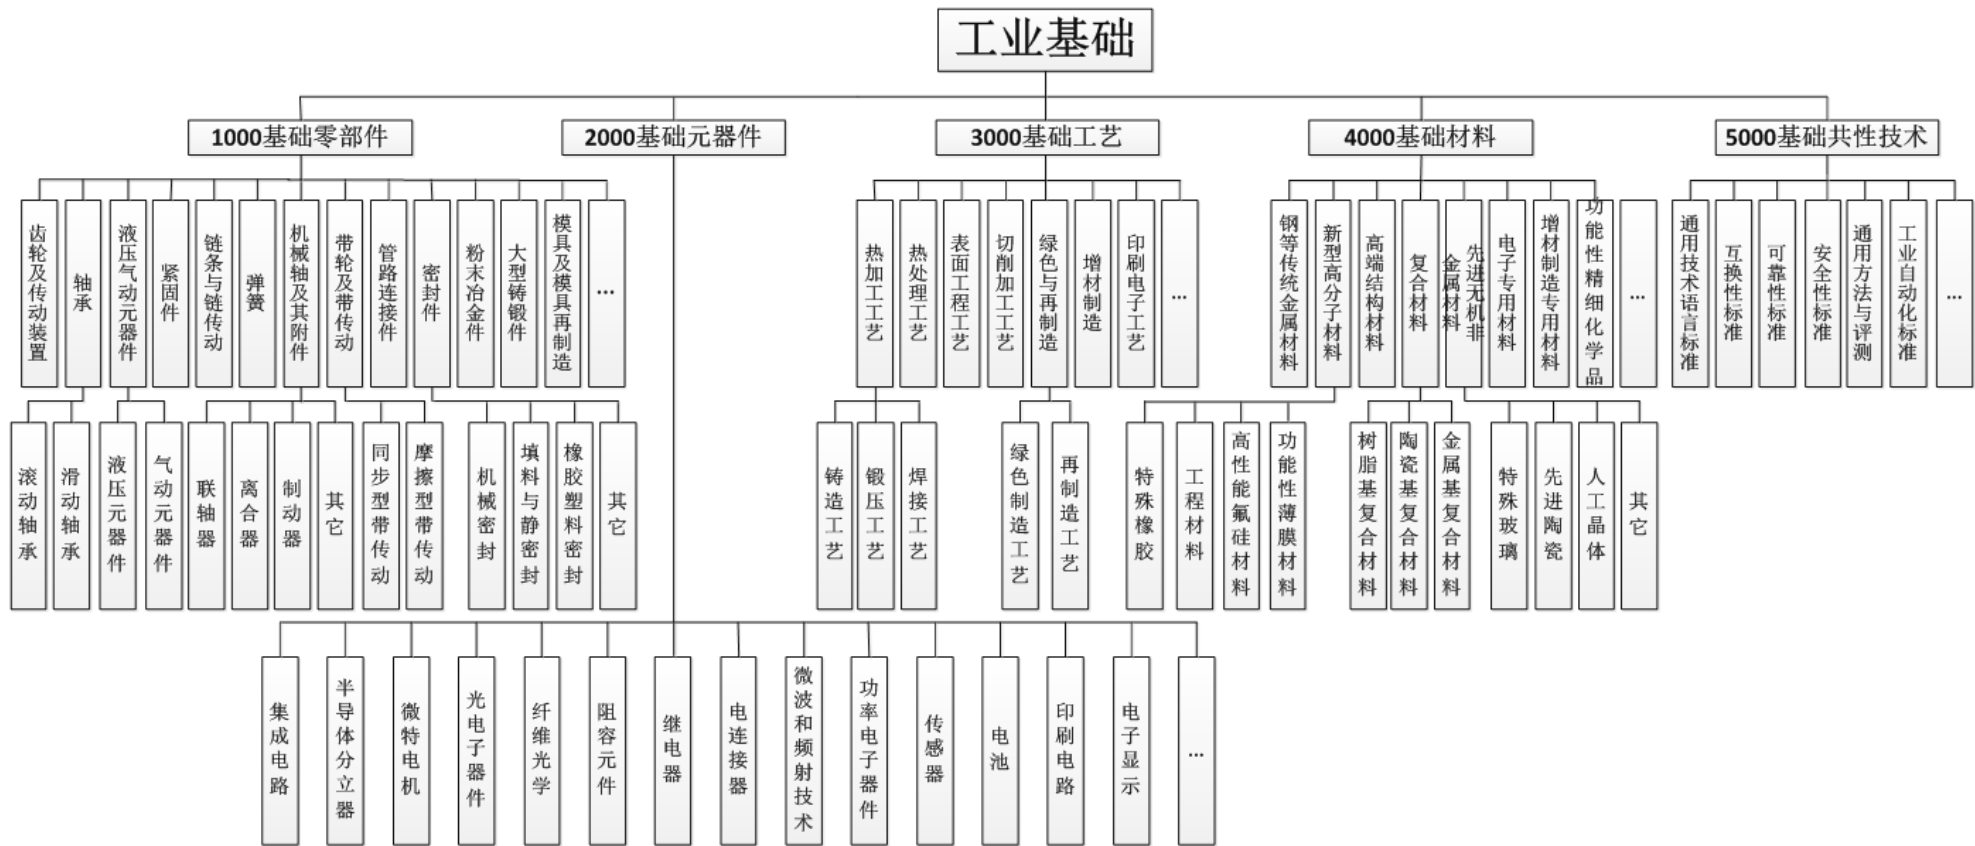 工业基础
1000基础零部件
2000基础元器件
3000基础工艺
4000基础材料
5000基础共性技术
齿轮及传动装置
轴承
液压气动元器件
紧固件
链条与链传动
弹簧
机械轴及其附件
带轮及带传动
管路连接件
密封件
粉末冶金件
大型铸锻件
模具及模具再制造
...
热加工工艺
热处理工艺
表面工程工艺
切削加工工艺
绿色与再制造
增材制造
印刷电子工艺
...
钢等传统金属材料
新型高分子材料
高端结构材料
复合材料
先进无机非
金属材料
电子专用材料
增材制造专用材料
功能性精细化学品
...
通用技术语言标准
互换性标准
可靠性标准
安全性标准
通用方法与评测
工业自动化标准
...
滚动轴承
滑动轴承
液压元器件
气动元器件
联轴器
离合器
制动器
其它
同步型带传动
摩擦型带传动
机械密封
填料与静密封
橡胶塑料密封
其它
铸造工艺
锻压工艺
焊接工艺
绿色制造工艺
再制造工艺
特殊橡胶
工程材料
高性能氟硅材料
功能性薄膜材料
树脂基复合材料
陶瓷基复合材料
金属基复合材料
特殊玻璃
先进陶瓷
人工晶体
其它
集成电路
半导体分立器
微特电机
光电子器件
纤维光学
阻容元件
继电器
电连接器
微波和频射技术
功率电子器件
传感器
电池
印刷电路
电子显示
...